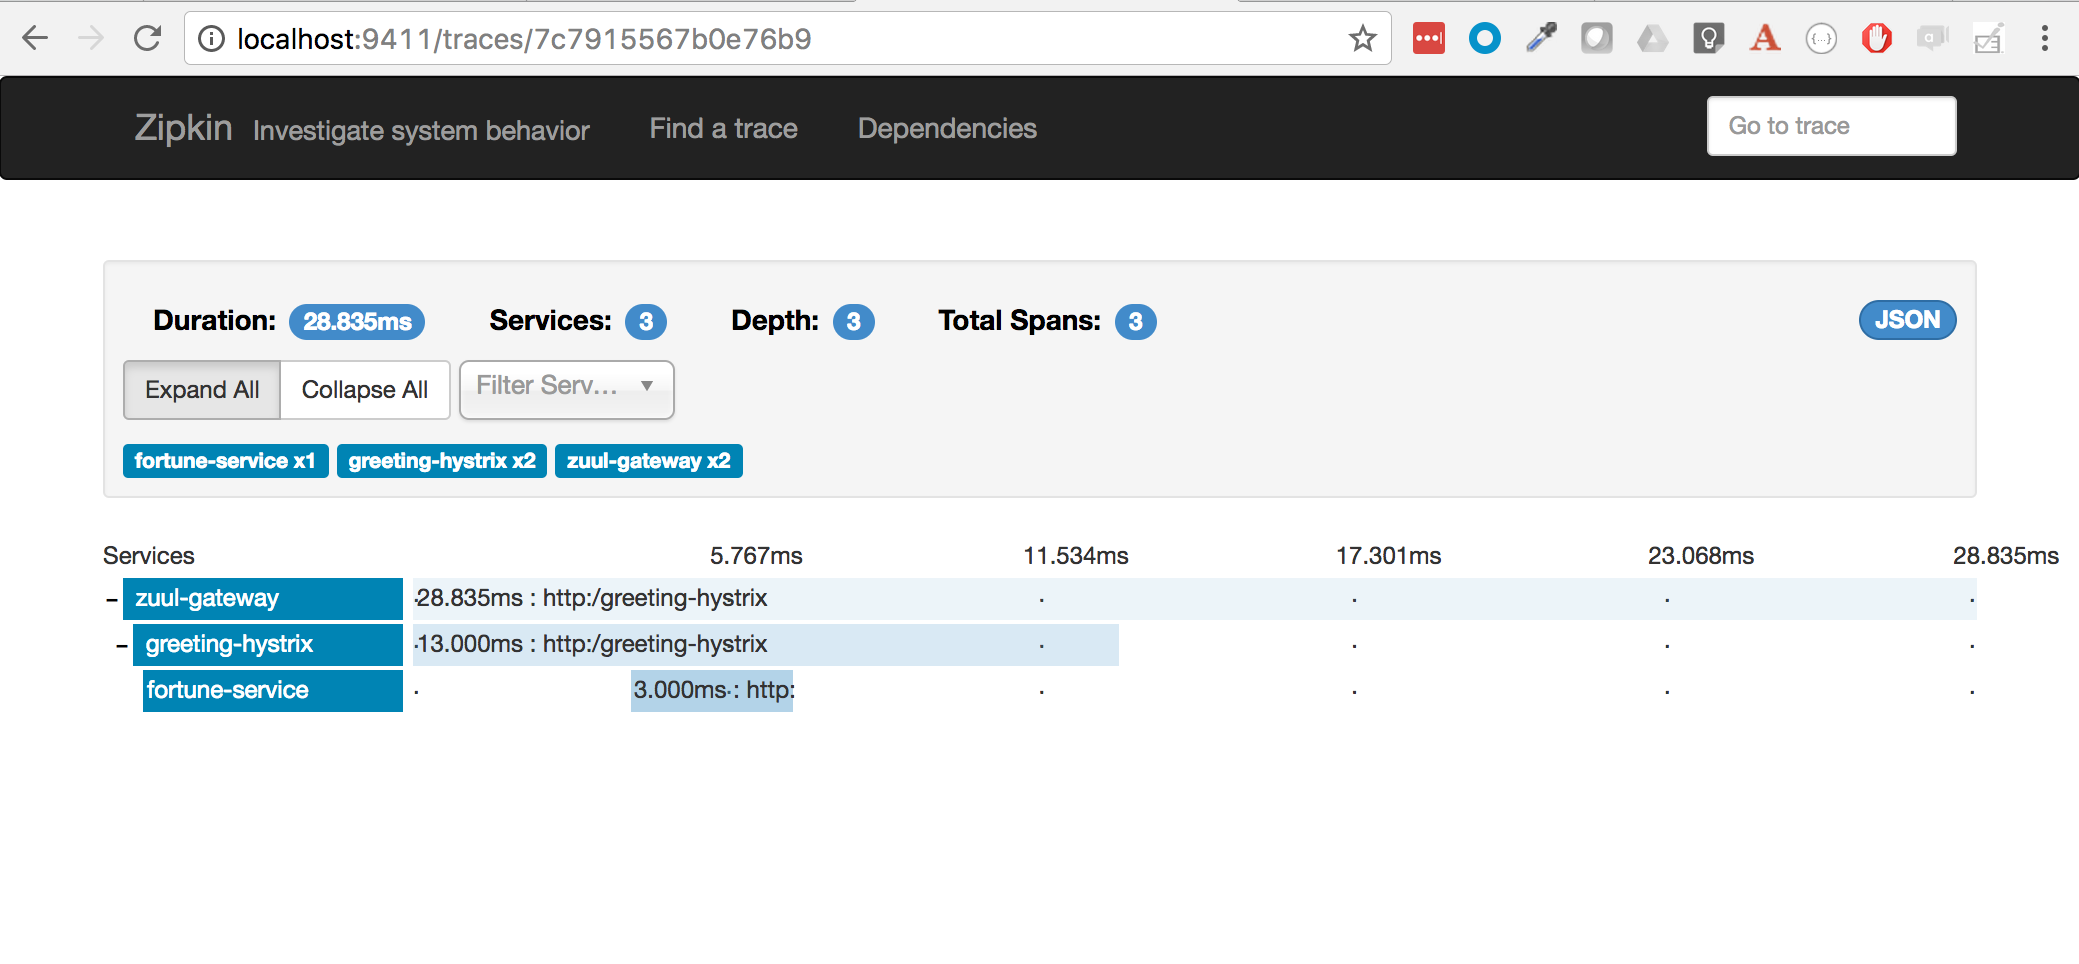 localhost:9411/traces/7c7915567b0e76b9
Zipkin Investigate system behavior Find a trace Dependencies Go to trace
Duration: 28.835ms Services: 3 Depth: 3 Total Spans: 3 JSON
Expand All Collapse All Filter Serv...
fortune-service x1 greeting-hystrix x2 zuul-gateway x2
Services 5.767ms 11.534ms 17.301ms 23.068ms 28.835ms
- zuul-gateway 28.835ms : http:/greeting-hystrix
- greeting-hystrix 13.000ms : http:/greeting-hystrix
fortune-service 3.000ms : http: